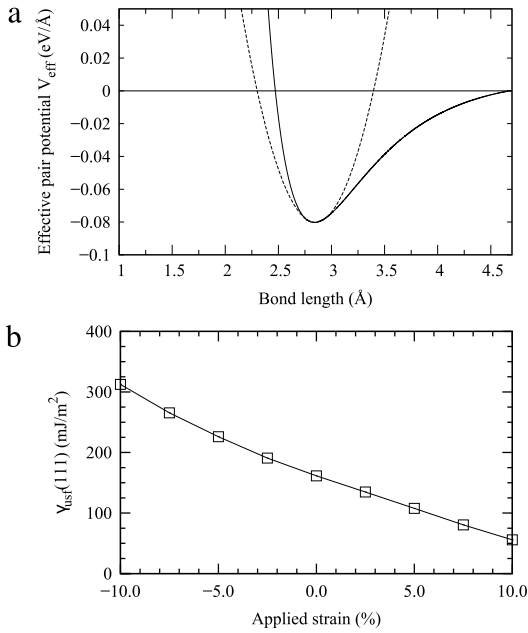 a
Effective pair potential V_eff (eV/Å)
0.04
0.02
0
−0.02
−0.04
−0.06
−0.08
−0.1
1 1.5 2 2.5 3 3.5 4 4.5
Bond length (Å)
b
γ_usf(111) (mJ/m²)
400
300
200
100
0
−10.0 −5.0 0.0 5.0 10.0
Applied strain (%)